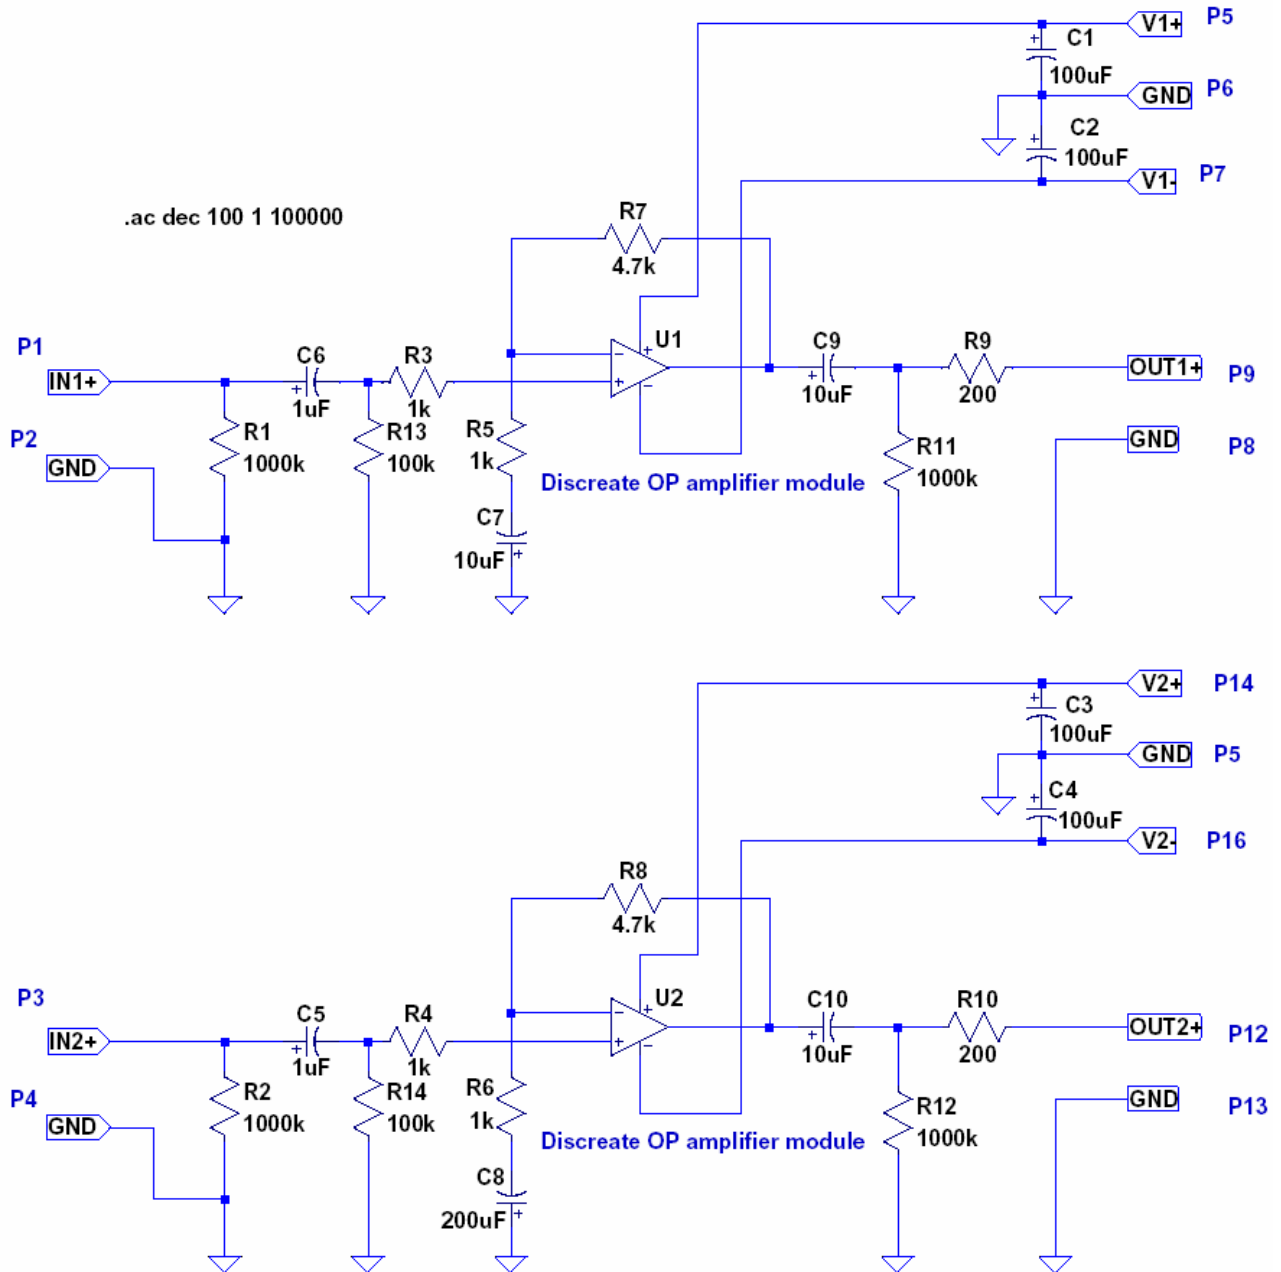 V1+ P5
C1
100uF
GND P6
C2
100uF
V1- P7
.ac dec 100 1 100000
R7
4.7k
U1
P1
IN1+
C6
1uF
R3
1k
C9
10uF
R9
200
OUT1+ P9
P2
GND
R1
1000k
R13
100k
R5
1k
R11
1000k
GND P8
Discreate OP amplifier module
C7
10uF
V2+ P14
C3
100uF
GND P5
C4
100uF
V2- P16
R8
4.7k
U2
P3
IN2+
C5
1uF
R4
1k
C10
10uF
R10
200
OUT2+ P12
P4
GND
R2
1000k
R14
100k
R6
1k
R12
1000k
GND P13
Discreate OP amplifier module
C8
200uF